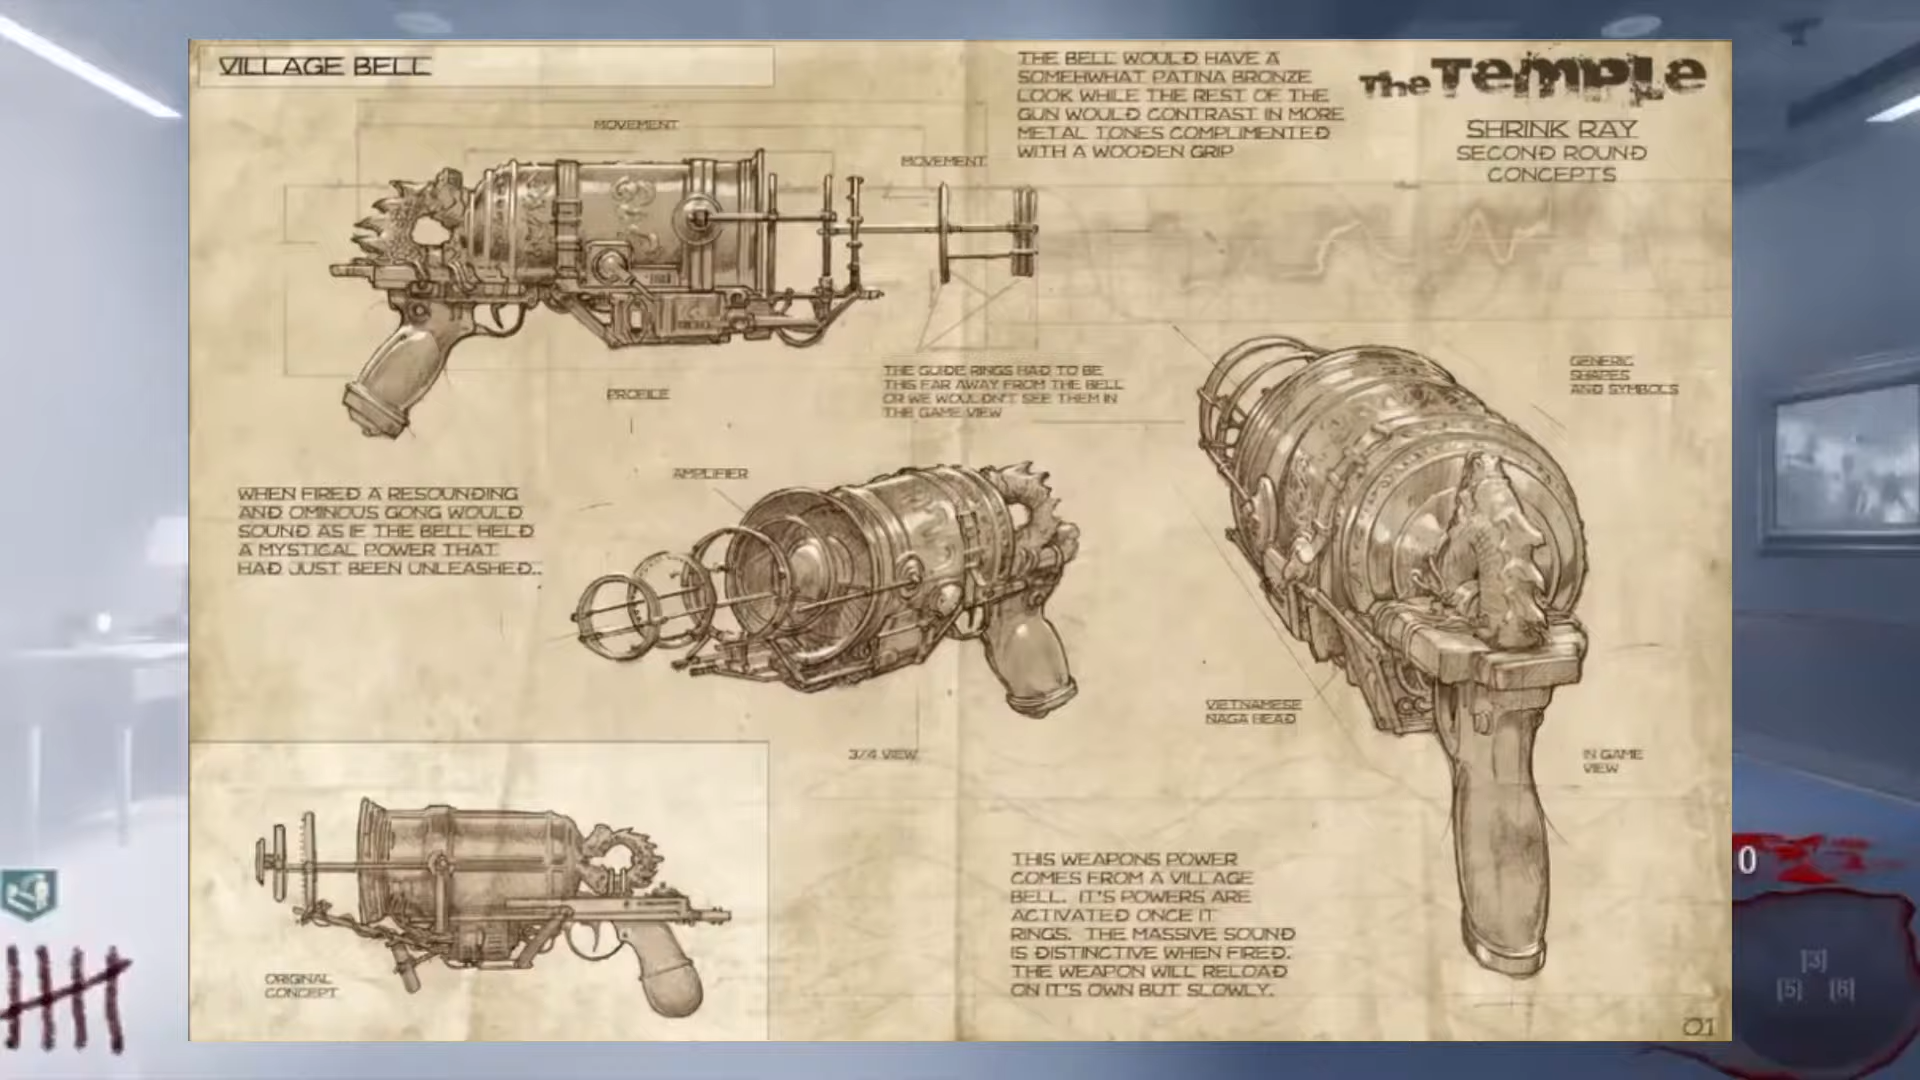 VILLAGE BELL
THE BELL WOULD HAVE A
SOMEHWHAT PATINA BRONZE
LOOK WHILE THE REST OF THE
GUN WOULD CONTRAST IN MORE
METAL TONES COMPLIMENTED
WITH A WOODEN GRIP
The Temple
SHRINK RAY
SECOND ROUND
CONCEPTS
MOVEMENT
MOVEMENT
PROFILE
THE GUIDE RINGS HAD TO BE
THIS FAR AWAY FROM THE BELL
OR WE WOULDN'T SEE THEM IN
THE GAME VIEW
GENERIC
SHAPES
AND SYMBOLS
WHEN FIRED A RESOUNDING
AND OMINOUS GONG WOULD
SOUND AS IF THE BELL HELD
A MYSTICAL POWER THAT
HAD JUST BEEN UNLEASHED..
AMPLIFIER
3/4 VIEW
VIETNAMESE
NAGA HEAD
IN GAME
VIEW
ORIGINAL
CONCEPT
THIS WEAPONS POWER
COMES FROM A VILLAGE
BELL. IT'S POWERS ARE
ACTIVATED ONCE IT
RINGS. THE MASSIVE SOUND
IS DISTINCTIVE WHEN FIRED.
THE WEAPON WILL RELOAD
ON IT'S OWN BUT SLOWLY.
01
0
[3]
[5] [6]